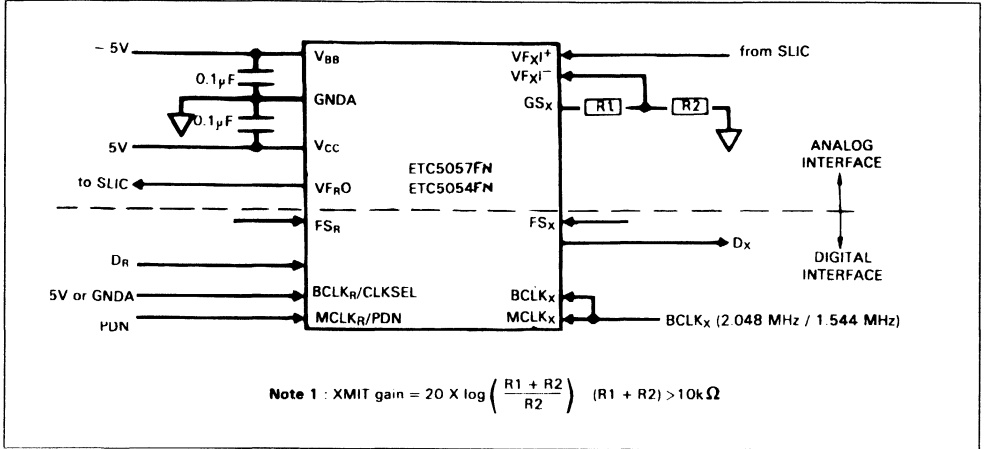 - 5V
VBB
VFXI+
from SLIC
VFXI−
0.1µF
GNDA
GSX
R1
R2
0.1µF
5V
VCC
ANALOG
INTERFACE
ETC5057FN
to SLIC
VFRO
ETC5054FN
FSR
FSX
DX
DR
DIGITAL
INTERFACE
5V or GNDA
BCLKR/CLKSEL
BCLKX
PDN
MCLKR/PDN
MCLKX
BCLKX (2.048 MHz / 1.544 MHz)
Note 1 : XMIT gain = 20 X log ( R1 + R2 / R2 ) (R1 + R2) >10kΩ